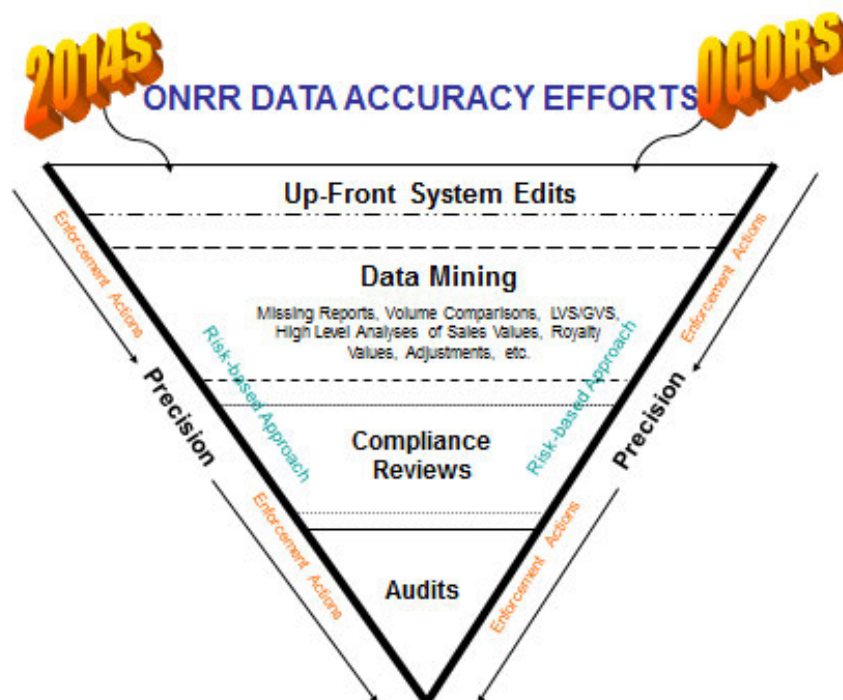 2014S
OGORS
ONRR DATA ACCURACY EFFORTS
Up-Front System Edits
Enforcement Actions
Enforcement Actions
Data Mining
Missing Reports, Volume Comparisons, LVS/GVS,
High Level Analyses of Sales Values, Royalty
Values, Adjustments, etc.
Risk-based Approach
Risk-based Approach
Precision
Precision
Compliance
Reviews
Enforcement Actions
Enforcement Actions
Audits